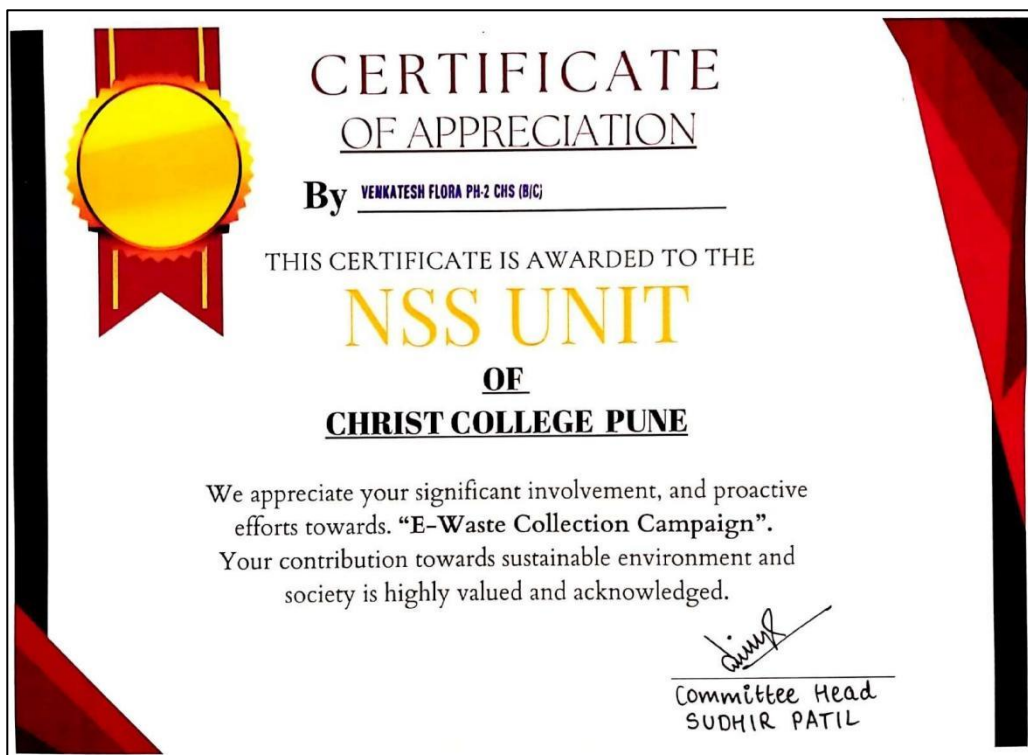 CERTIFICATE
OF APPRECIATION
By VENKATESH FLORA PH-2 CHS (B/C)
THIS CERTIFICATE IS AWARDED TO THE
NSS UNIT
OF
CHRIST COLLEGE PUNE
We appreciate your significant involvement, and proactive
efforts towards. “E-Waste Collection Campaign”.
Your contribution towards sustainable environment and
society is highly valued and acknowledged.
Committee Head
SUDHIR PATIL